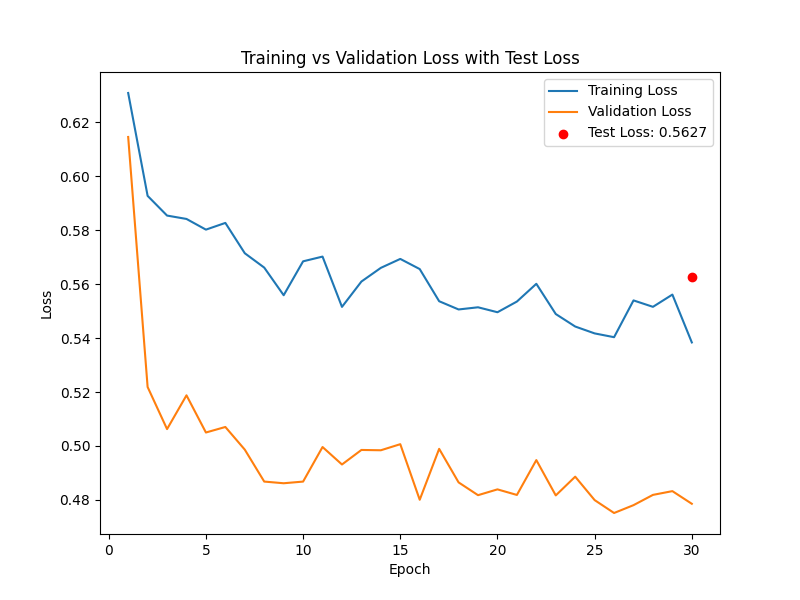 Training vs Validation Loss with Test Loss
Training Loss
Validation Loss
Test Loss: 0.5627
Loss
0.62
0.60
0.58
0.56
0.54
0.52
0.50
0.48
0
5
10
15
20
25
30
Epoch